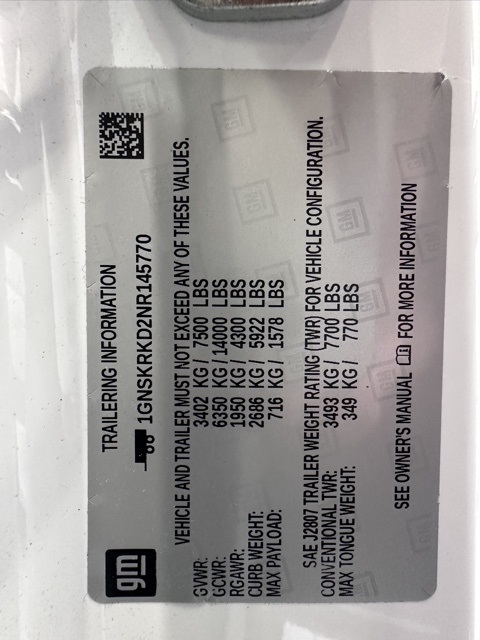 gm
TRAILERING INFORMATION
1GNSKRKD2NR145770
VEHICLE AND TRAILER MUST NOT EXCEED ANY OF THESE VALUES.
GVWR: 3402 KG / 7500 LBS
GCWR: 6350 KG / 14000 LBS
RGAWR: 1950 KG / 4300 LBS
CURB WEIGHT: 2686 KG / 5922 LBS
MAX PAYLOAD: 716 KG / 1578 LBS
SAE J2807 TRAILER WEIGHT RATING (TWR) FOR VEHICLE CONFIGURATION.
CONVENTIONAL TWR: 3493 KG / 7700 LBS
MAX TONGUE WEIGHT: 349 KG / 770 LBS
SEE OWNER'S MANUAL FOR MORE INFORMATION